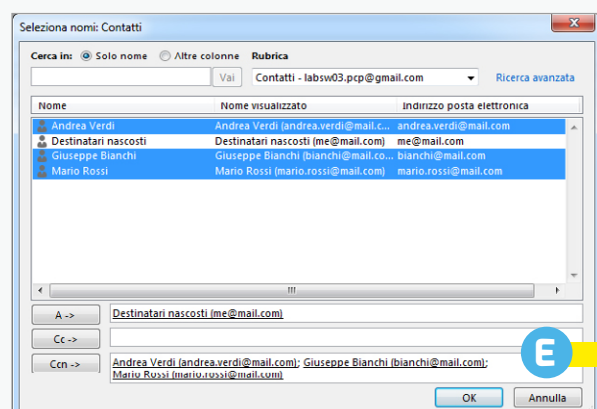 Seleziona nomi: Contatti
Cerca in: Solo nome Altre colonne Rubrica
Vai Contatti - labsw03.pcp@gmail.com Ricerca avanzata
Nome Nome visualizzato Indirizzo posta elettronica
Andrea Verdi Andrea Verdi (andrea.verdi@mail.c... andrea.verdi@mail.com
Destinatari nascosti Destinatari nascosti (me@mail.com) me@mail.com
Giuseppe Bianchi Giuseppe Bianchi (bianchi@mail.co... bianchi@mail.com
Mario Rossi Mario Rossi (mario.rossi@mail.com) mario.rossi@mail.com
A -> Destinatari nascosti (me@mail.com)
Cc ->
E
Ccn -> Andrea Verdi (andrea.verdi@mail.com); Giuseppe Bianchi (bianchi@mail.com);
Mario Rossi (mario.rossi@mail.com)
OK Annulla